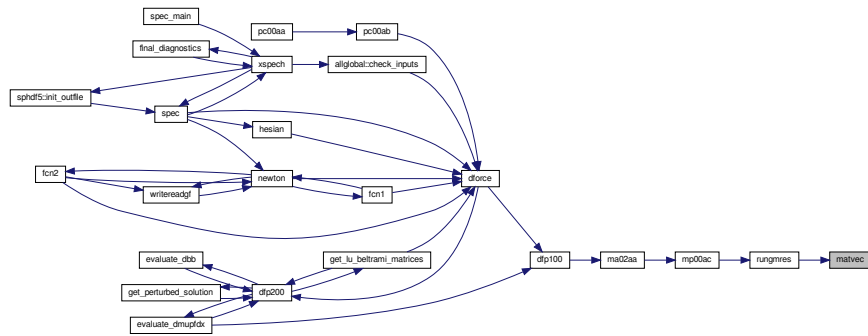 spec_main
pc00aa
pc00ab
final_diagnostics
xspech
allglobal::check_inputs
sphdf5::init_outfile
spec
hesian
fcn2
newton
dforce
writereadgf
fcn1
evaluate_dbb
get_lu_beltrami_matrices
dfp100
ma02aa
mp00ac
rungmres
matvec
get_perturbed_solution
dfp200
evaluate_dmupfdx